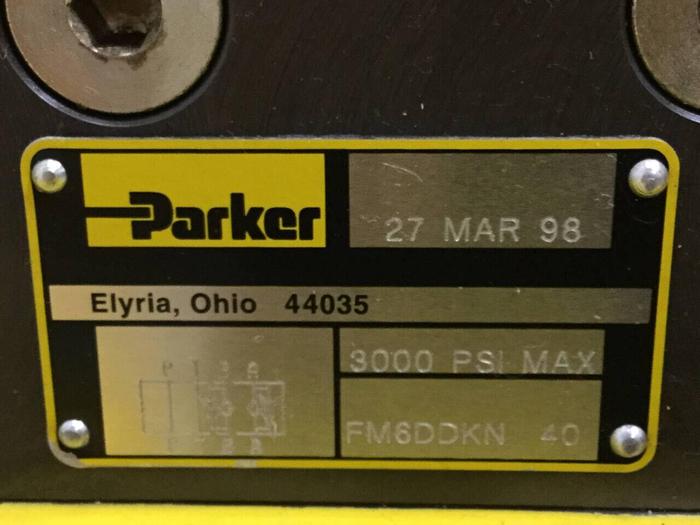 Parker
27 MAR 98
Elyria, Ohio 44035
3000 PSI MAX
FM6DDKN 40